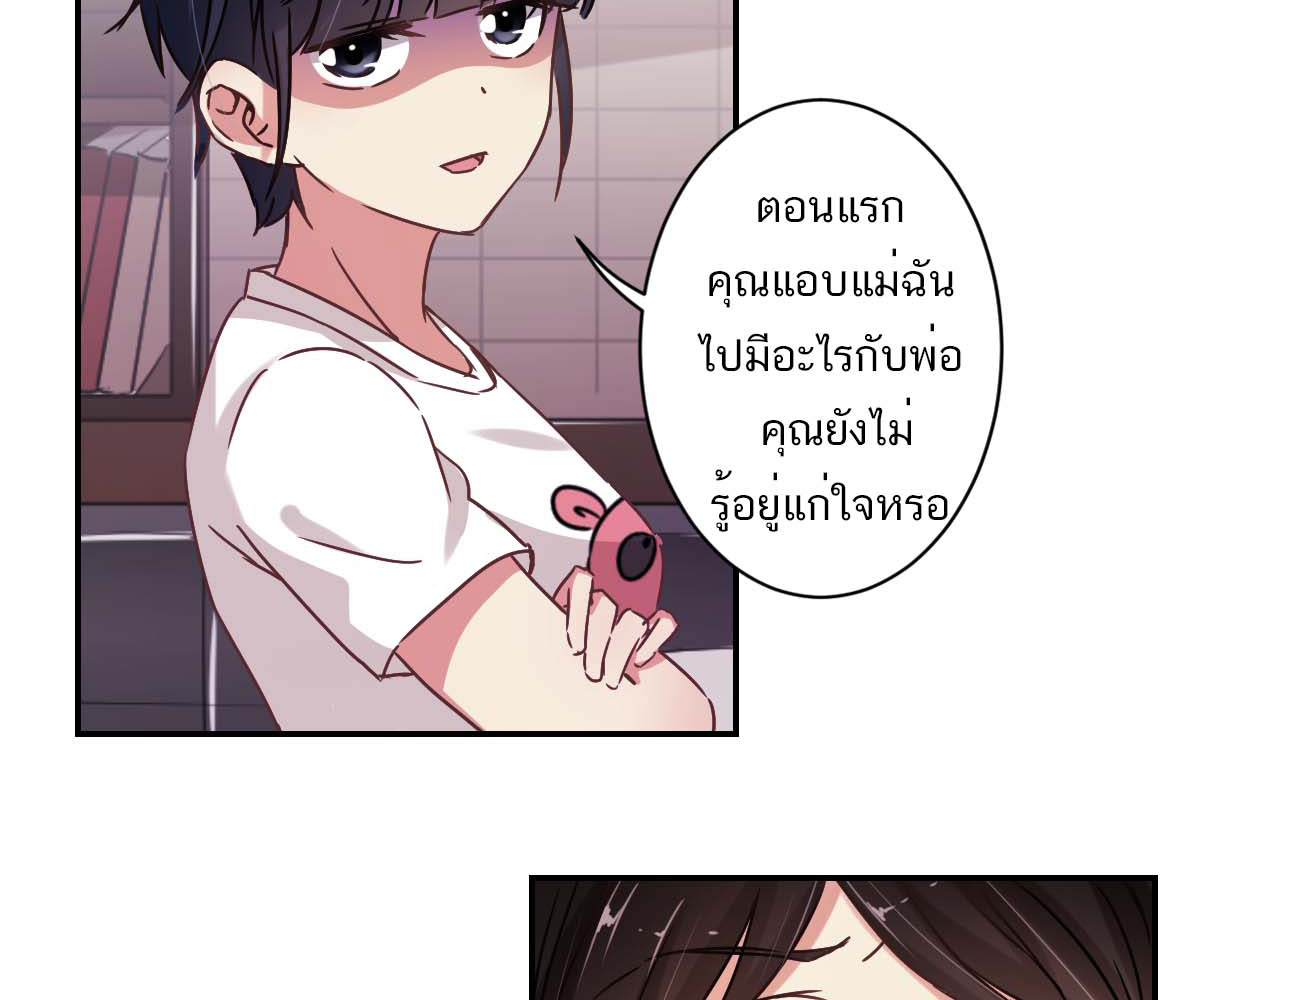 ตอนแรก
คุณแอบแม่ฉัน
ไปมีอะไรกับพ่อ
คุณยังไม่
รู้อยู่แก่ใจหรอ